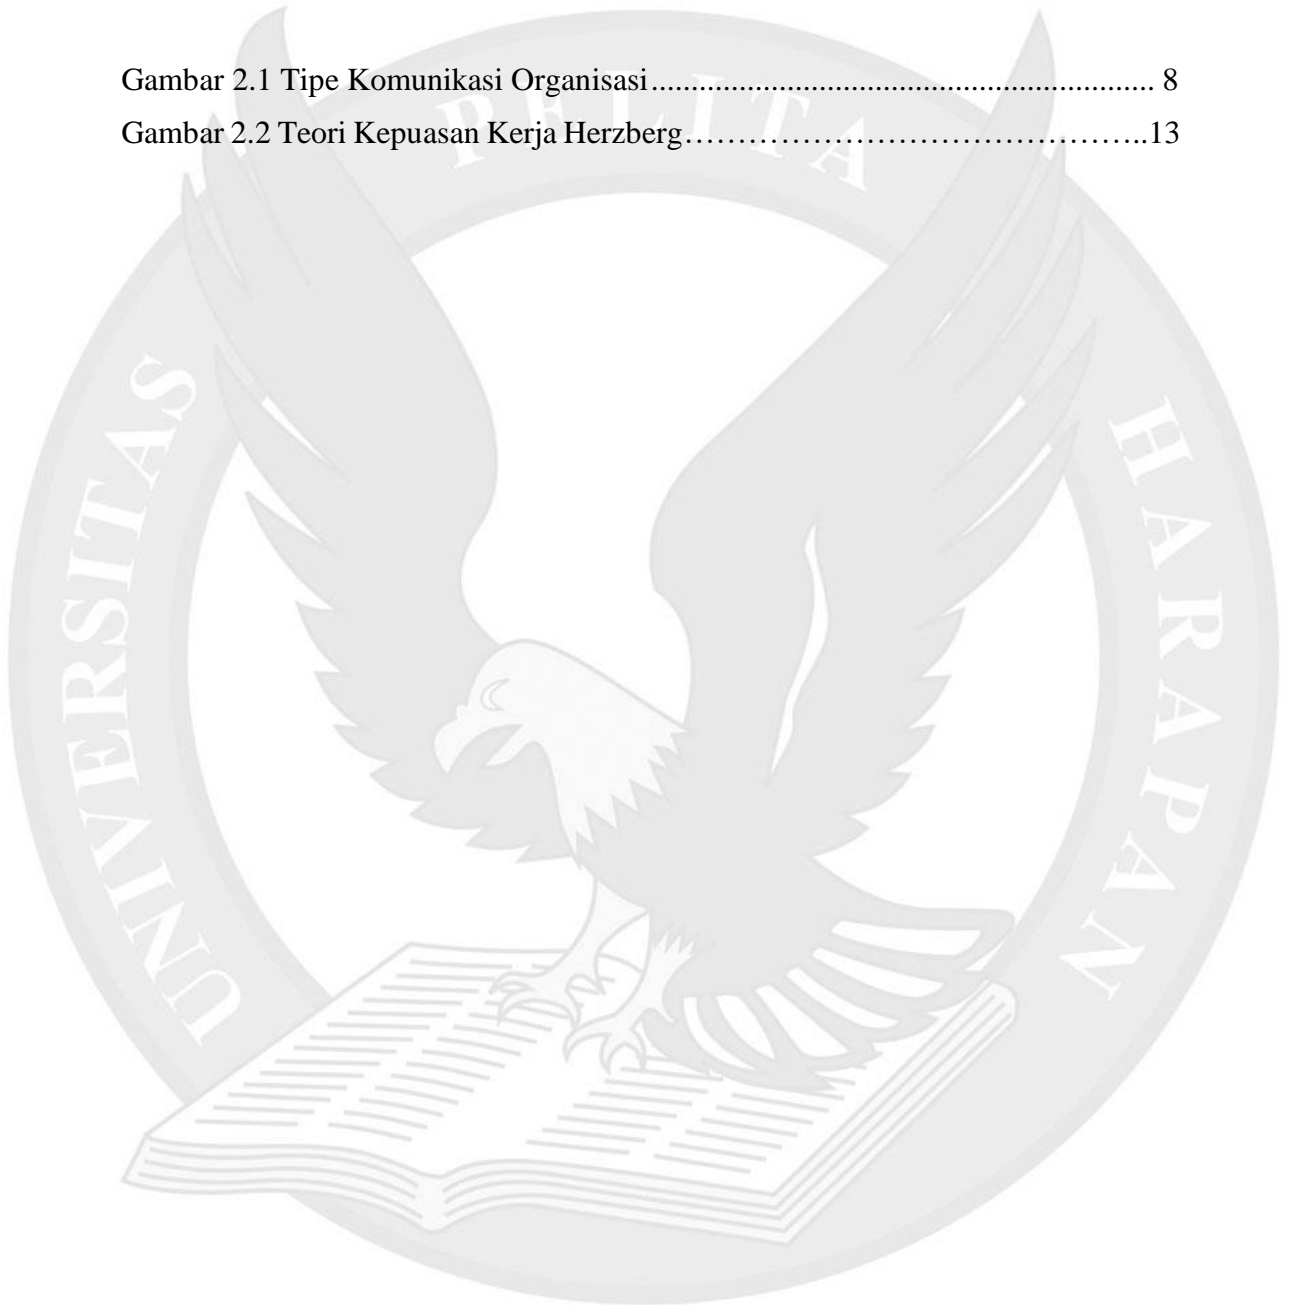 Gambar 2.1 Tipe Komunikasi Organisasi.............................................................. 8
Gambar 2.2 Teori Kepuasan Kerja Herzberg…………………………………..13
UNIVERSITAS
PELITA
HARAPAN